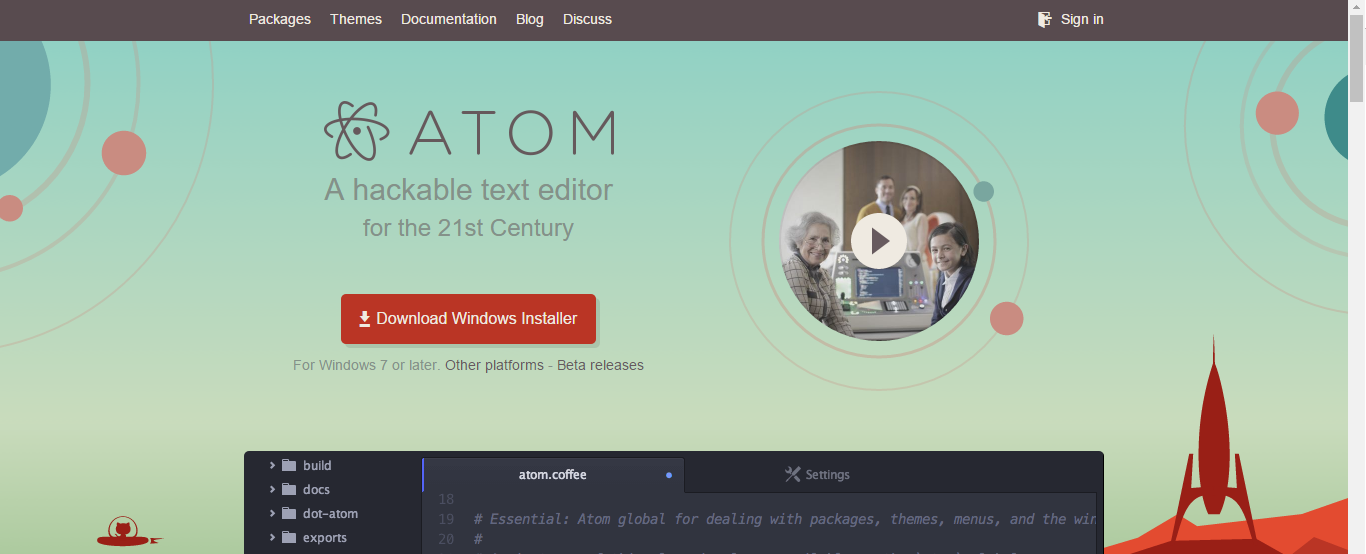 Packages Themes Documentation Blog Discuss Sign in
ATOM
A hackable text editor
for the 21st Century
Download Windows Installer
For Windows 7 or later. Other platforms - Beta releases
build
docs
dot-atom
exports
atom.coffee Settings
18
19 # Essential: Atom global for dealing with packages, themes, menus, and the win
20 #